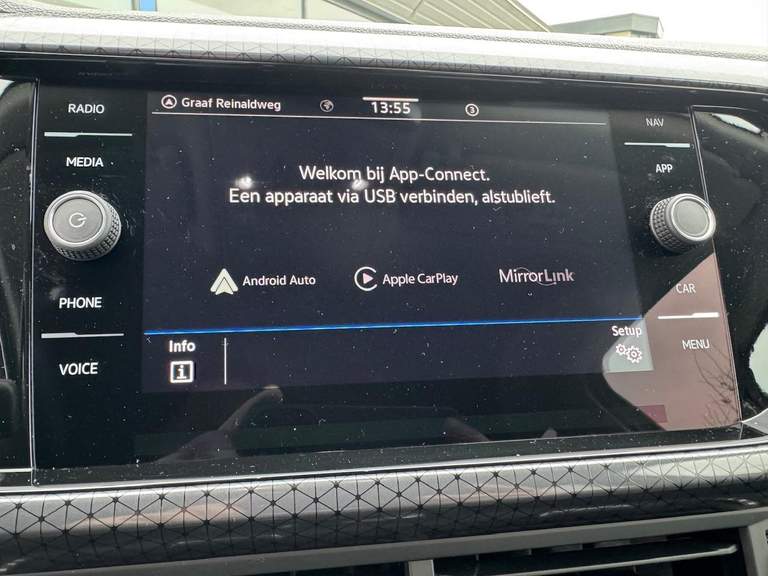 RADIO
MEDIA
PHONE
VOICE
Graaf Reinaldweg
13:55
3
Welkom bij App-Connect.
Een apparaat via USB verbinden, alstublieft.
Android Auto
Apple CarPlay
MirrorLink
Info
i
Setup
NAV
APP
CAR
MENU